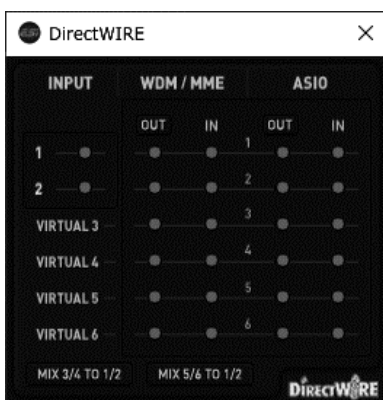 DirectWIRE
INPUT WDM / MME ASIO
OUT IN OUT IN
1 1
2 2
VIRTUAL 3 3
VIRTUAL 4 4
VIRTUAL 5 5
VIRTUAL 6 6
MIX 3/4 TO 1/2 MIX 5/6 TO 1/2
DIRECTWIRE